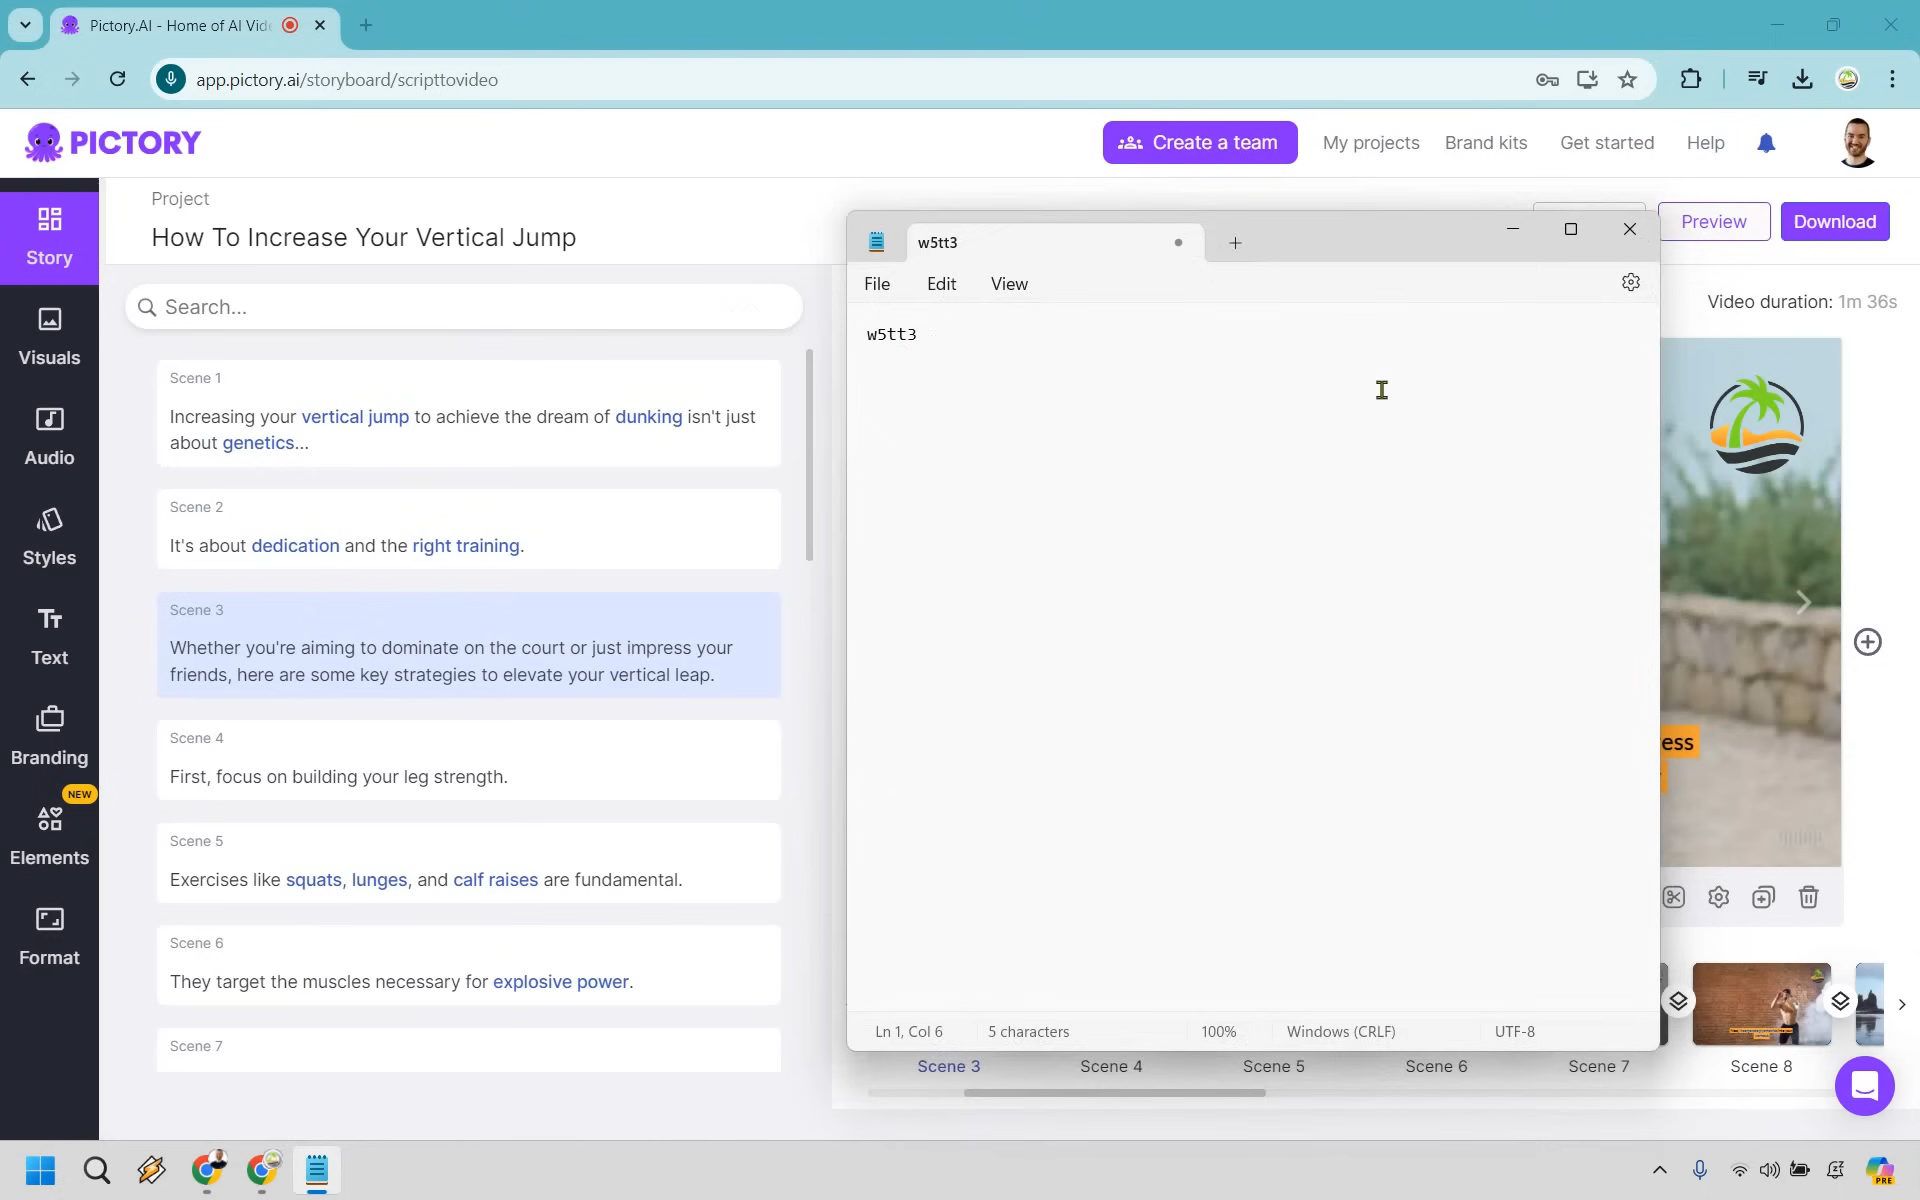 Pictory.AI - Home of AI Vide
app.pictory.ai/storyboard/scripttovideo
PICTORY
Create a team
My projects
Brand kits
Get started
Help
Story
Visuals
Audio
Styles
Text
Branding
NEW
Elements
Format
Project
How To Increase Your Vertical Jump
Preview
Download
Video duration: 1m 36s
Search...
Scene 1
Increasing your vertical jump to achieve the dream of dunking isn't just
about genetics...
Scene 2
It's about dedication and the right training.
Scene 3
Whether you're aiming to dominate on the court or just impress your
friends, here are some key strategies to elevate your vertical leap.
Scene 4
First, focus on building your leg strength.
Scene 5
Exercises like squats, lunges, and calf raises are fundamental.
Scene 6
They target the muscles necessary for explosive power.
Scene 7
w5tt3
File
Edit
View
w5tt3
Ln 1, Col 6
5 characters
100%
Windows (CRLF)
UTF-8
ess
Scene 3
Scene 4
Scene 5
Scene 6
Scene 7
Scene 8
PRE